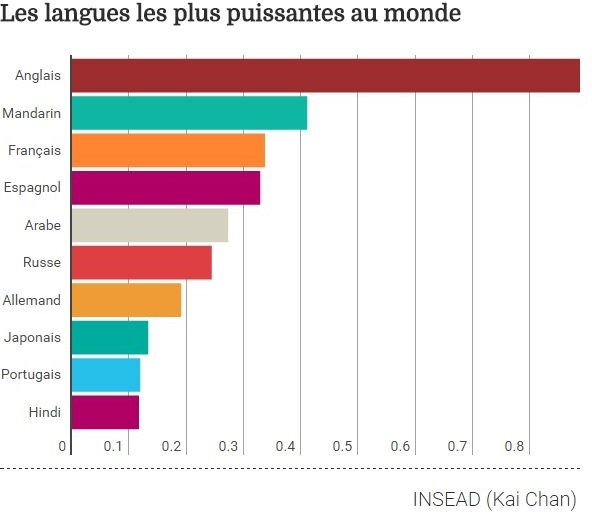 Les langues les plus puissantes au monde
Anglais
Mandarin
Français
Espagnol
Arabe
Russe
Allemand
Japonais
Portugais
Hindi
0 0.1 0.2 0.3 0.4 0.5 0.6 0.7 0.8
INSEAD (Kai Chan)